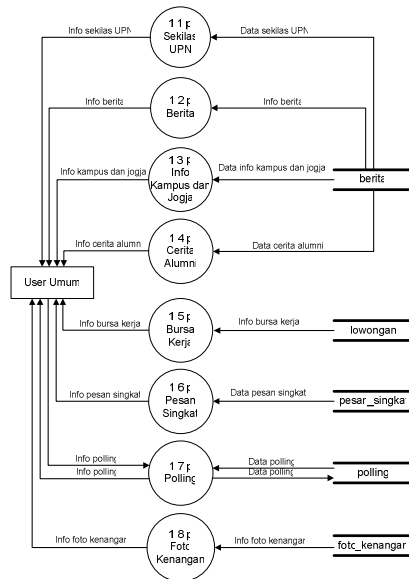 Info sekilas UPN
1 1 p
Sekilas
UPN
Data sekilas UPN
Info berita
1 2 p
Berita
Info berita
Info kampus dan jogja
1 3 p
Info
Kampus dan
Jogja
Data info kampus dan jogja
berita
Info cerita alumni
1 4 p
Cerita
Alumni
Data cerita alumni
User Umum
Info bursa kerja
1 5 p
Bursa
Kerja
Info bursa kerja
lowongan
Info pesan singkat
1 6 p
Pesan
Singkat
Data pesan singkat
pesan_singkat
Info polling
Info polling
1 7 p
Polling
Data polling
Data polling
polling
Info foto kenangan
1 8 p
Foto
Kenangan
Info foto kenangan
foto_kenangan